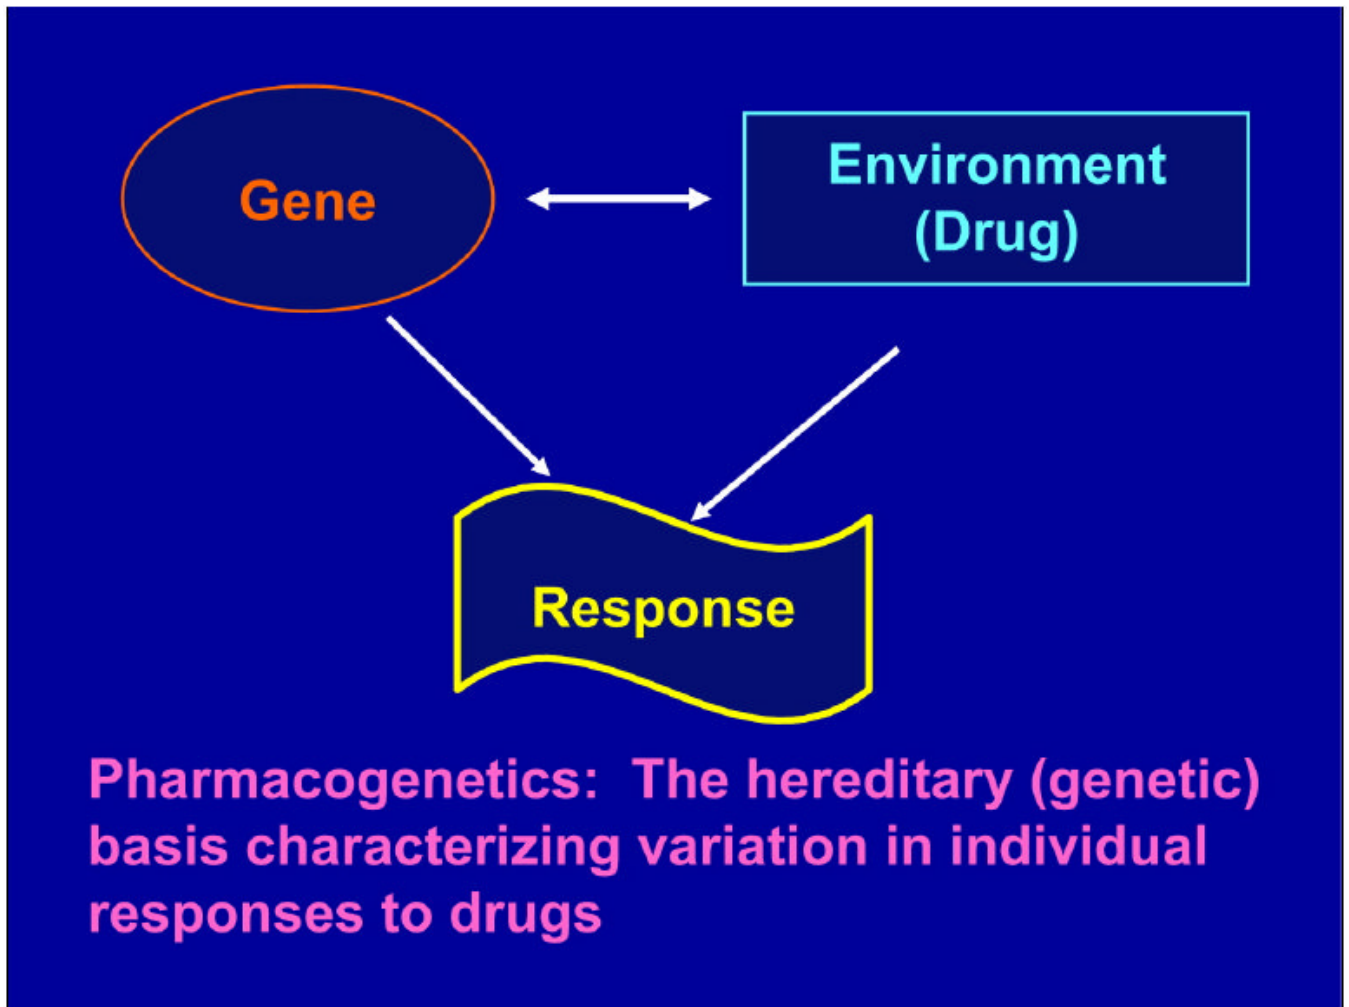 Gene
Environment
(Drug)
Response
Pharmacogenetics:  The hereditary (genetic)
basis characterizing variation in individual
responses to drugs